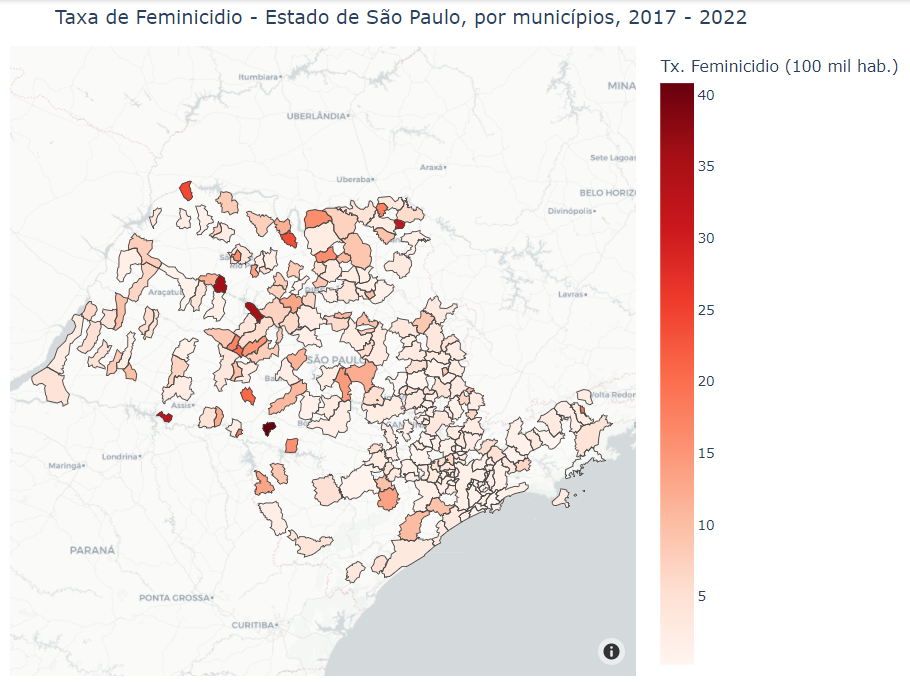 Taxa de Feminicidio - Estado de São Paulo, por municípios, 2017 - 2022
Tx. Feminicidio (100 mil hab.)
40
35
30
25
20
15
10
5
Itumbiara
MINA
UBERLÂNDIA
Sete Lagoas
Araxá
Uberaba
BELO HORIZ
Divinópolis
Rio P
Araçatu
Lavras
SÃO PAULO
Volta Redon
Assis
Londrina
Maringá
PARANÁ
PONTA GROSSA
CURITIBA